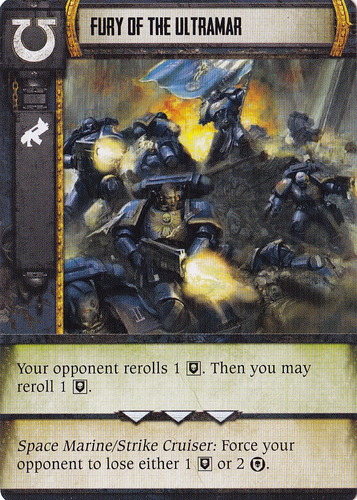 FURY OF THE ULTRAMAR
Your opponent rerolls 1 . Then you may
reroll 1 .
Space Marine/Strike Cruiser: Force your
opponent to lose either 1 or 2 .